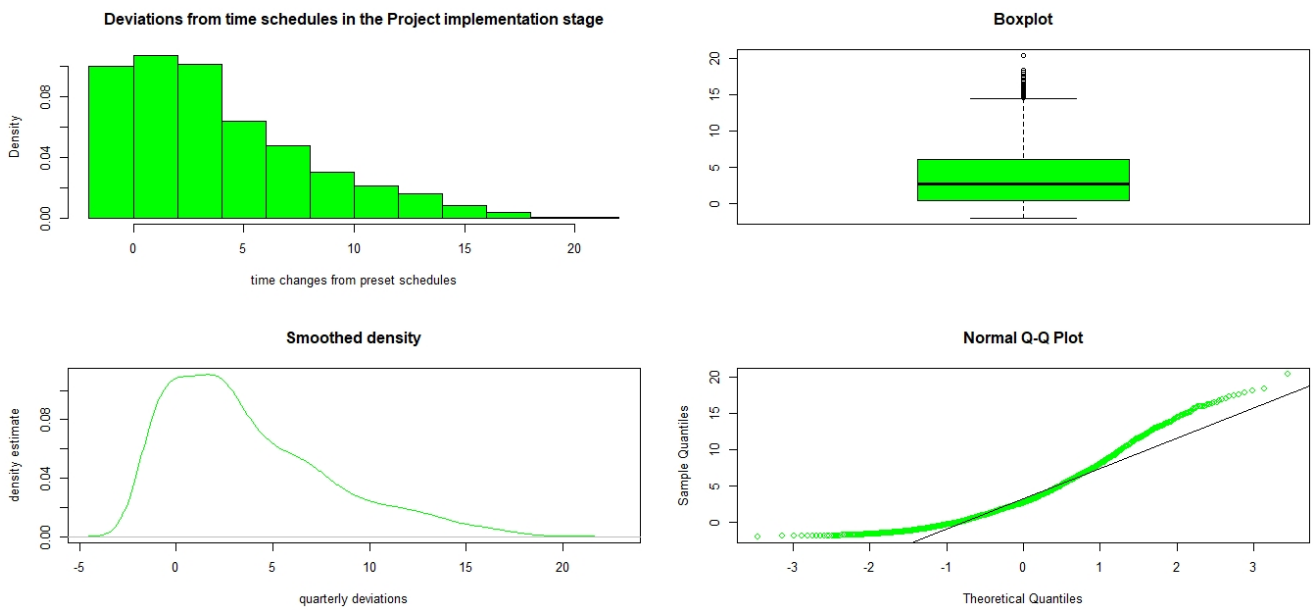 Deviations from time schedules in the Project implementation stage
Density
0.00 0.04 0.08
0 5 10 15 20
time changes from preset schedules
Boxplot
0 5 10 15 20
Smoothed density
density estimate
0.00 0.04 0.08
-5 0 5 10 15 20
quarterly deviations
Normal Q-Q Plot
Sample Quantiles
0 5 10 15 20
-3 -2 -1 0 1 2 3
Theoretical Quantiles